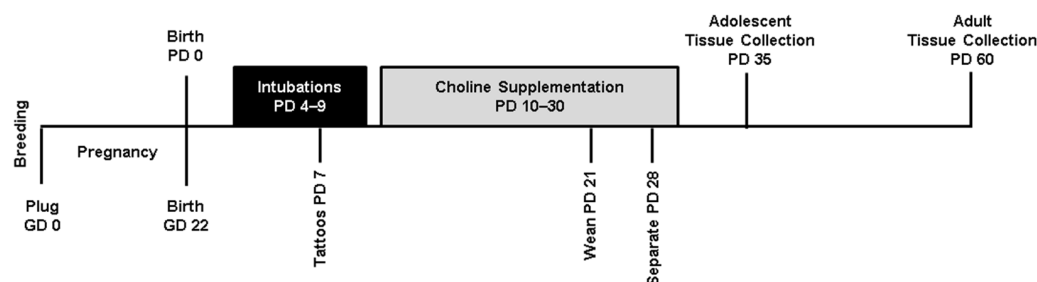 Birth
PD 0
Intubations
PD 4–9
Choline Supplementation
PD 10–30
Adolescent
Tissue Collection
PD 35
Adult
Tissue Collection
PD 60
Breeding
Pregnancy
Plug
GD 0
Birth
GD 22
Tattoos PD 7
Wean PD 21
Separate PD 28